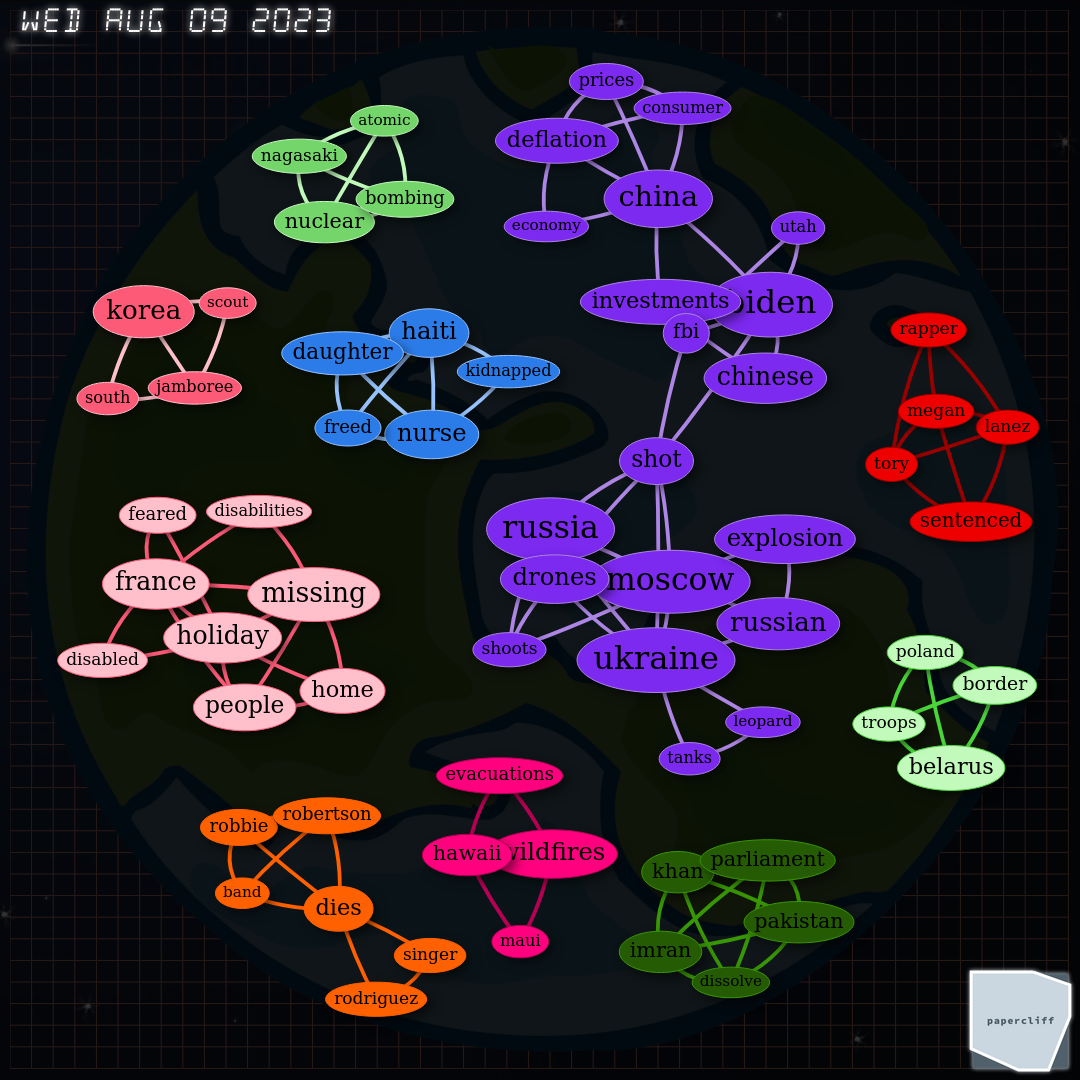 WED AUG 09 2023
prices
consumer
atomic
deflation
nagasaki
bombing
china
nuclear
economy
utah
korea
scout
investments
biden
haiti
fbi
rapper
daughter
kidnapped
chinese
south
jamboree
megan
freed
nurse
lanez
shot
tory
feared
disabilities
sentenced
russia
explosion
france
drones
moscow
missing
holiday
russian
shoots
disabled
ukraine
poland
home
border
people
leopard
troops
tanks
belarus
evacuations
robertson
robbie
hawaii
wildfires
parliament
khan
band
dies
pakistan
maui
imran
singer
dissolve
rodriguez
papercliff